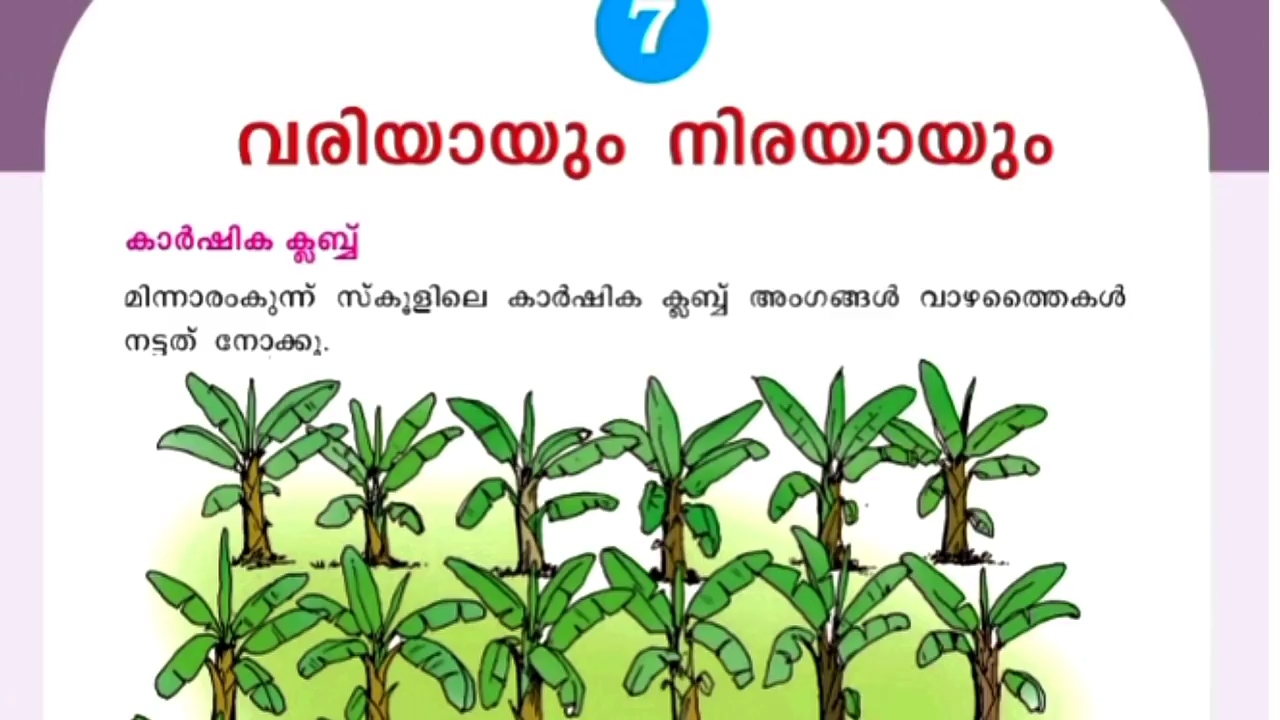 7
വരിയായും നിരയായും
കാർഷിക ക്ലബ്ബ്
മിന്നാരംകുന്ന് സ്കൂളിലെ കാർഷിക ക്ലബ്ബ് അംഗങ്ങൾ വാഴത്തൈകൾ
നട്ടത് നോക്കൂ.